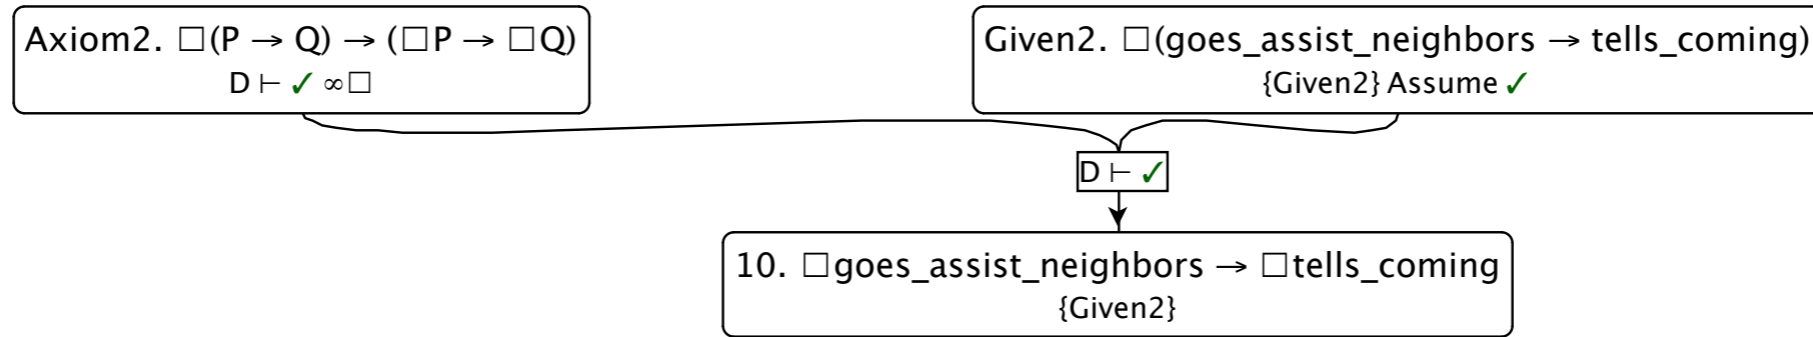 Axiom2. □(P → Q) → (□P → □Q)
D ⊢ ✓ ∞□
Given2. □(goes_assist_neighbors → tells_coming)
{Given2} Assume ✓
D ⊢ ✓
10. □goes_assist_neighbors → □tells_coming
{Given2}